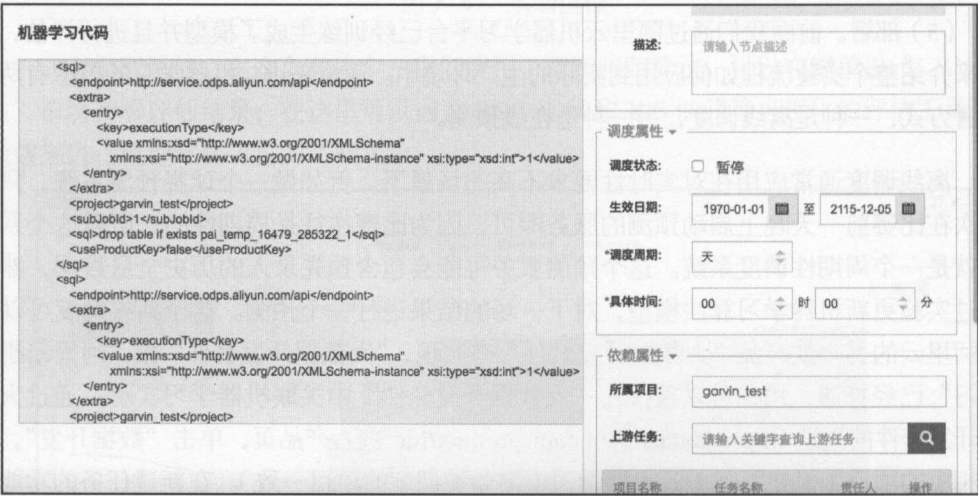 机器学习代码
<sql>
<endpoint>http://service.odps.aliyun.com/api</endpoint>
<extra>
<entry>
<key>executionType</key>
<value xmlns:xsd="http://www.w3.org/2001/XMLSchema"
xmlns:xsi="http://www.w3.org/2001/XMLSchema-instance" xsi:type="xsd:int">1</value>
</entry>
</extra>
<project>garvin_test</project>
<subJobId>1</subJobId>
<sql>drop table if exists pai_temp_16479_285322_1</sql>
<useProductKey>false</useProductKey>
</sql>
<sql>
<endpoint>http://service.odps.aliyun.com/api</endpoint>
<extra>
<entry>
<key>executionType</key>
<value xmlns:xsd="http://www.w3.org/2001/XMLSchema"
xmlns:xsi="http://www.w3.org/2001/XMLSchema-instance" xsi:type="xsd:int">1</value>
</entry>
</extra>
<project>garvin_test</project>
描述: 请输入节点描述
调度属性
调度状态: 暂停
生效日期: 1970-01-01 至 2115-12-05
*调度周期: 天
*具体时间: 00 时 00 分
依赖属性
所属项目: garvin_test
上游任务: 请输入关键字查询上游任务
项目名称 任务名称 责任人 操作